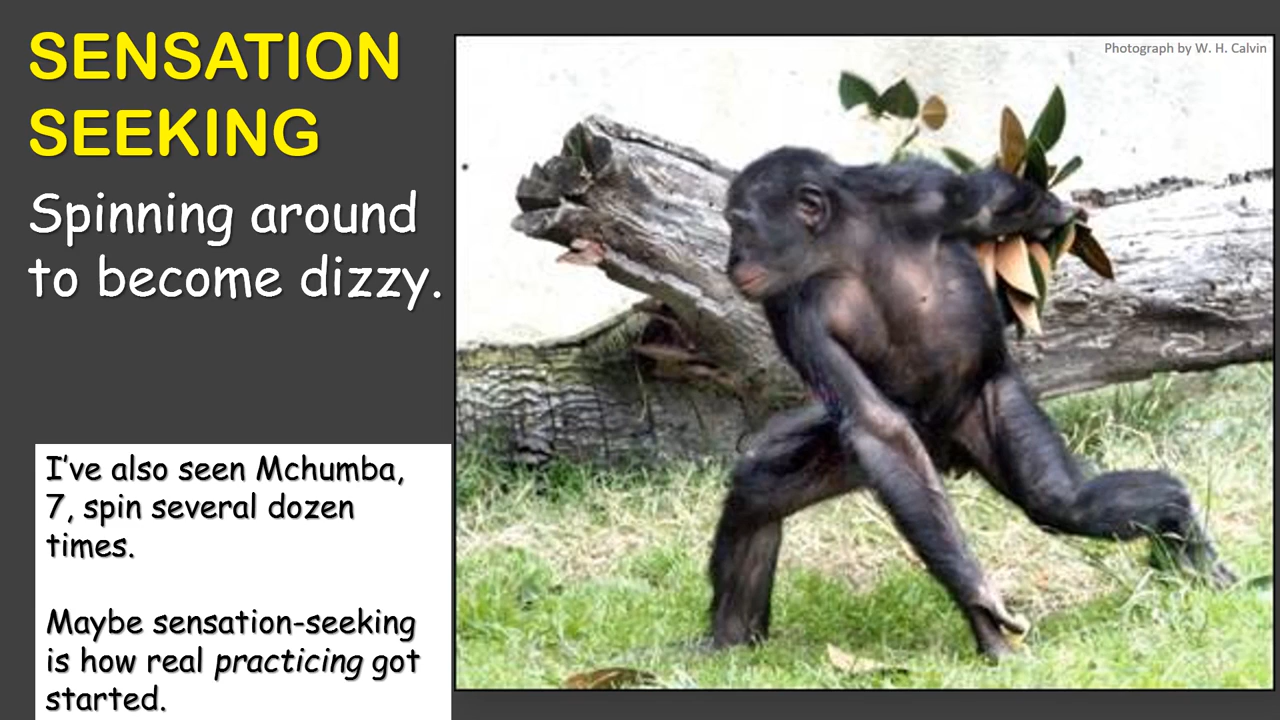 SENSATION
SEEKING
Spinning around
to become dizzy.
Photograph by W. H. Calvin
I've also seen Mchumba,
7, spin several dozen
times.
Maybe sensation-seeking
is how real practicing got
started.